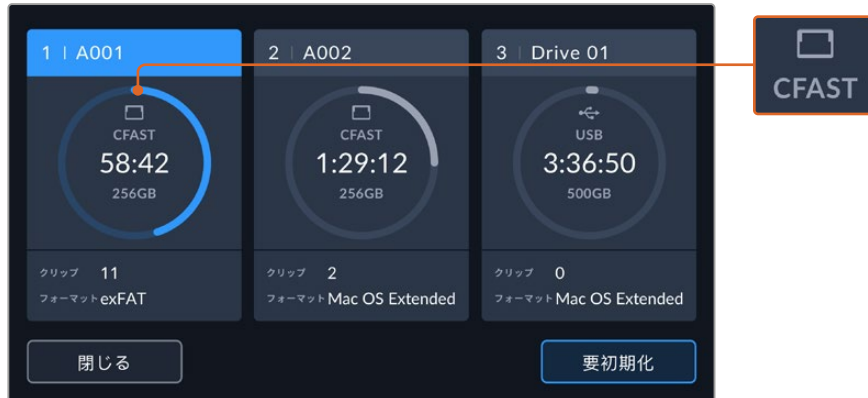 1 | A001
CFAST
58:42
256GB
クリップ 11
フォーマット exFAT
2 | A002
CFAST
1:29:12
256GB
クリップ 2
フォーマット Mac OS Extended
3 | Drive 01
USB
3:36:50
500GB
クリップ 0
フォーマット Mac OS Extended
閉じる
要初期化
CFAST